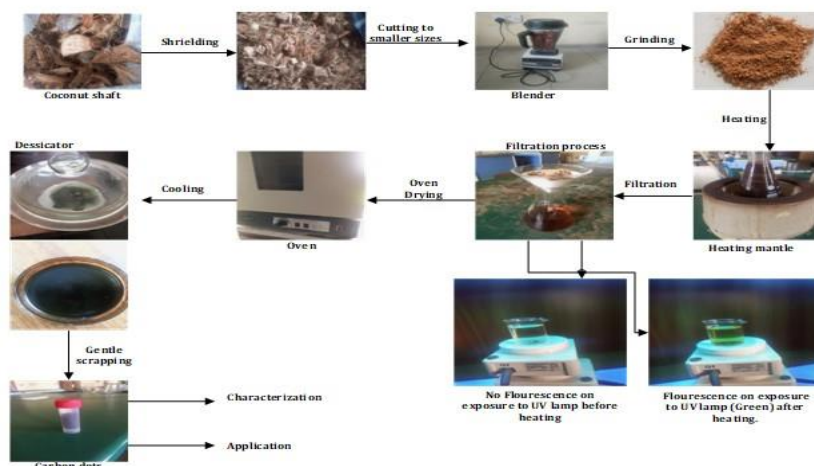 Shrielding
Cutting to
smaller sizes
Grinding
Coconut shaft
Blender
Heating
Dessicator
Filtration process
Cooling
Oven
Drying
Filtration
Oven
Heating mantle
Gentle
scrapping
No Flourescence on
exposure to UV lamp before
heating
Flourescence on exposure
to UV lamp (Green) after
heating.
Characterization
Application
Carbon dots